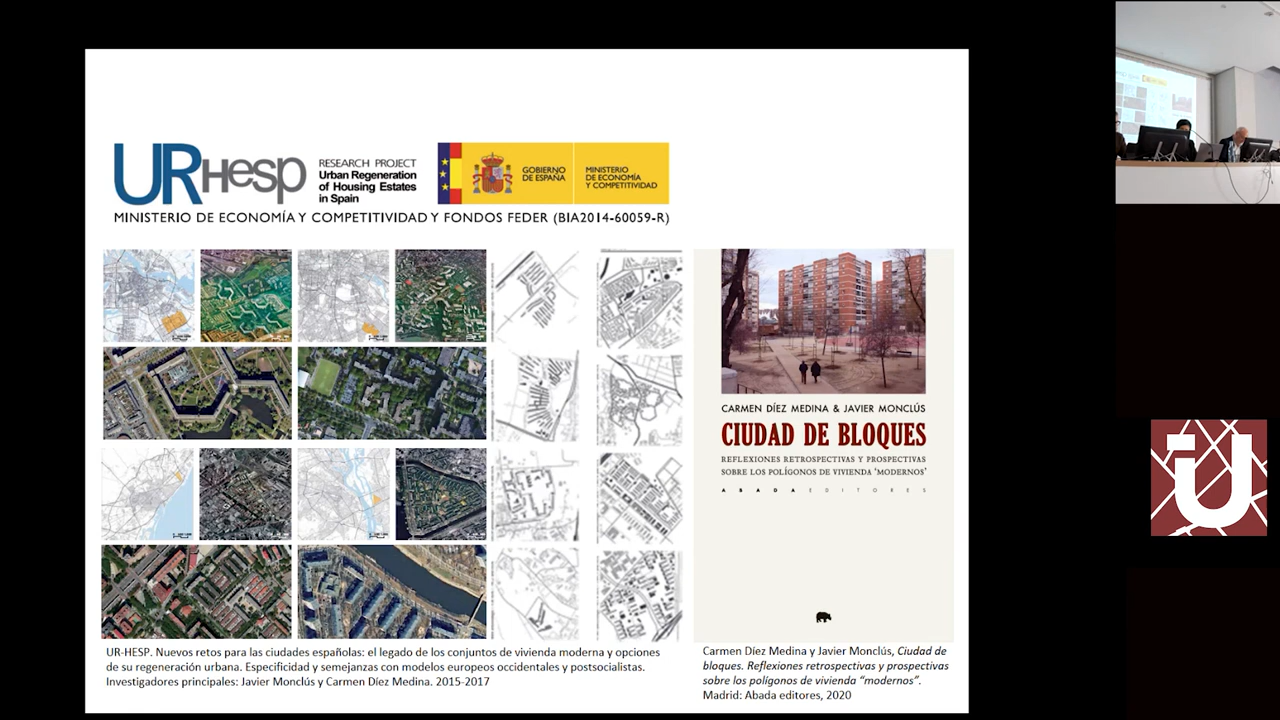 URHesp
RESEARCH PROJECT
Urban Regeneration
of Housing Estates
in Spain
GOBIERNO
DE ESPAÑA
MINISTERIO
DE ECONOMÍA
Y COMPETITIVIDAD
MINISTERIO DE ECONOMÍA Y COMPETITIVIDAD Y FONDOS FEDER (BIA2014-60059-R)
CARMEN DÍEZ MEDINA & JAVIER MONCLÚS
CIUDAD DE BLOQUES
REFLEXIONES RETROSPECTIVAS Y PROSPECTIVAS
SOBRE LOS POLÍGONOS DE VIVIENDA ‘MODERNOS’
ABADA EDITORES
UR-HESP. Nuevos retos para las ciudades españolas: el legado de los conjuntos de vivienda moderna y opciones
de su regeneración urbana. Especificidad y semejanzas con modelos europeos occidentales y postsocialistas.
Investigadores principales: Javier Monclús y Carmen Díez Medina. 2015-2017
Carmen Díez Medina y Javier Monclús, Ciudad de
bloques. Reflexiones retrospectivas y prospectivas
sobre los polígonos de vivienda “modernos”.
Madrid: Abada editores, 2020
U